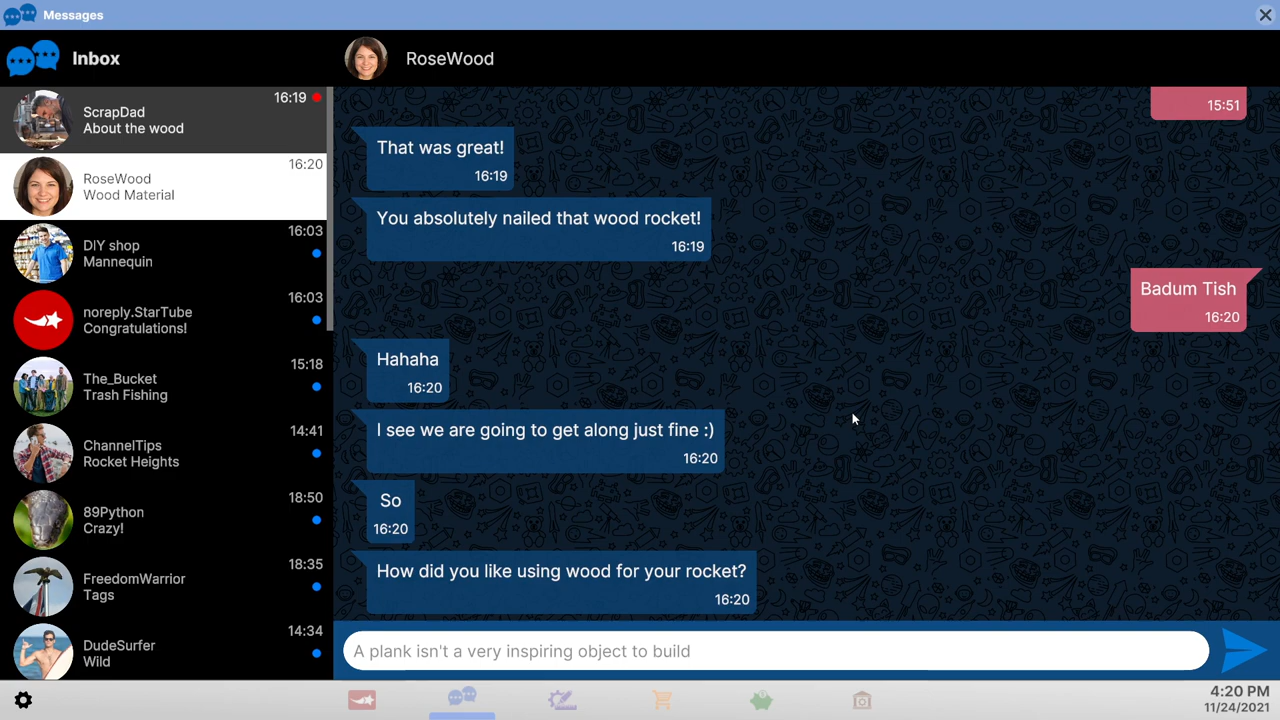 Messages
Inbox
RoseWood
16:19
ScrapDad
About the wood
16:20
RoseWood
Wood Material
16:03
DIY shop
Mannequin
16:03
noreply.StarTube
Congratulations!
15:18
The_Bucket
Trash Fishing
14:41
ChannelTips
Rocket Heights
18:50
89Python
Crazy!
18:35
FreedomWarrior
Tags
14:34
DudeSurfer
Wild
15:51
That was great!
16:19
You absolutely nailed that wood rocket!
16:19
Badum Tish
16:20
Hahaha
16:20
I see we are going to get along just fine :)
16:20
So
16:20
How did you like using wood for your rocket?
16:20
A plank isn't a very inspiring object to build
4:20 PM
11/24/2021